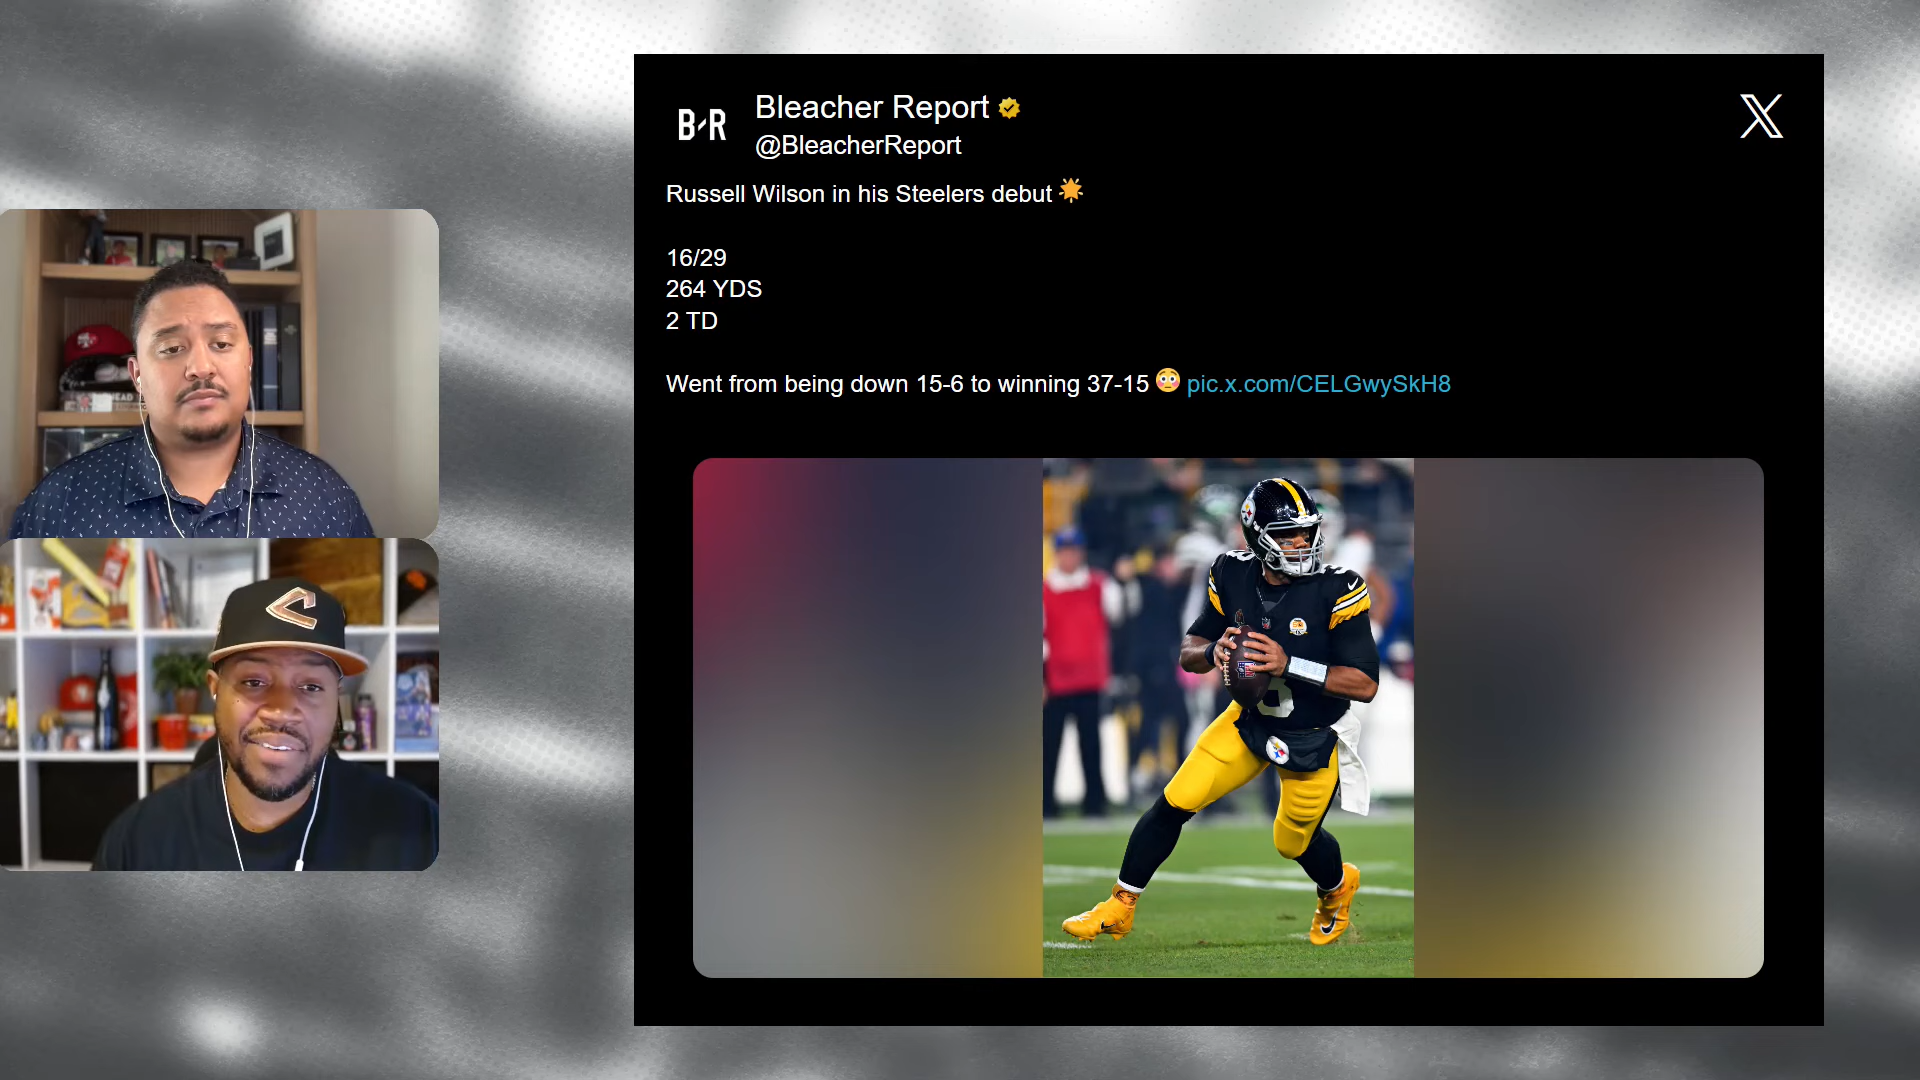 B/R
Bleacher Report
@BleacherReport
X
Russell Wilson in his Steelers debut
16/29
264 YDS
2 TD
Went from being down 15-6 to winning 37-15 😳 pic.x.com/CELGwySkH8
3
C